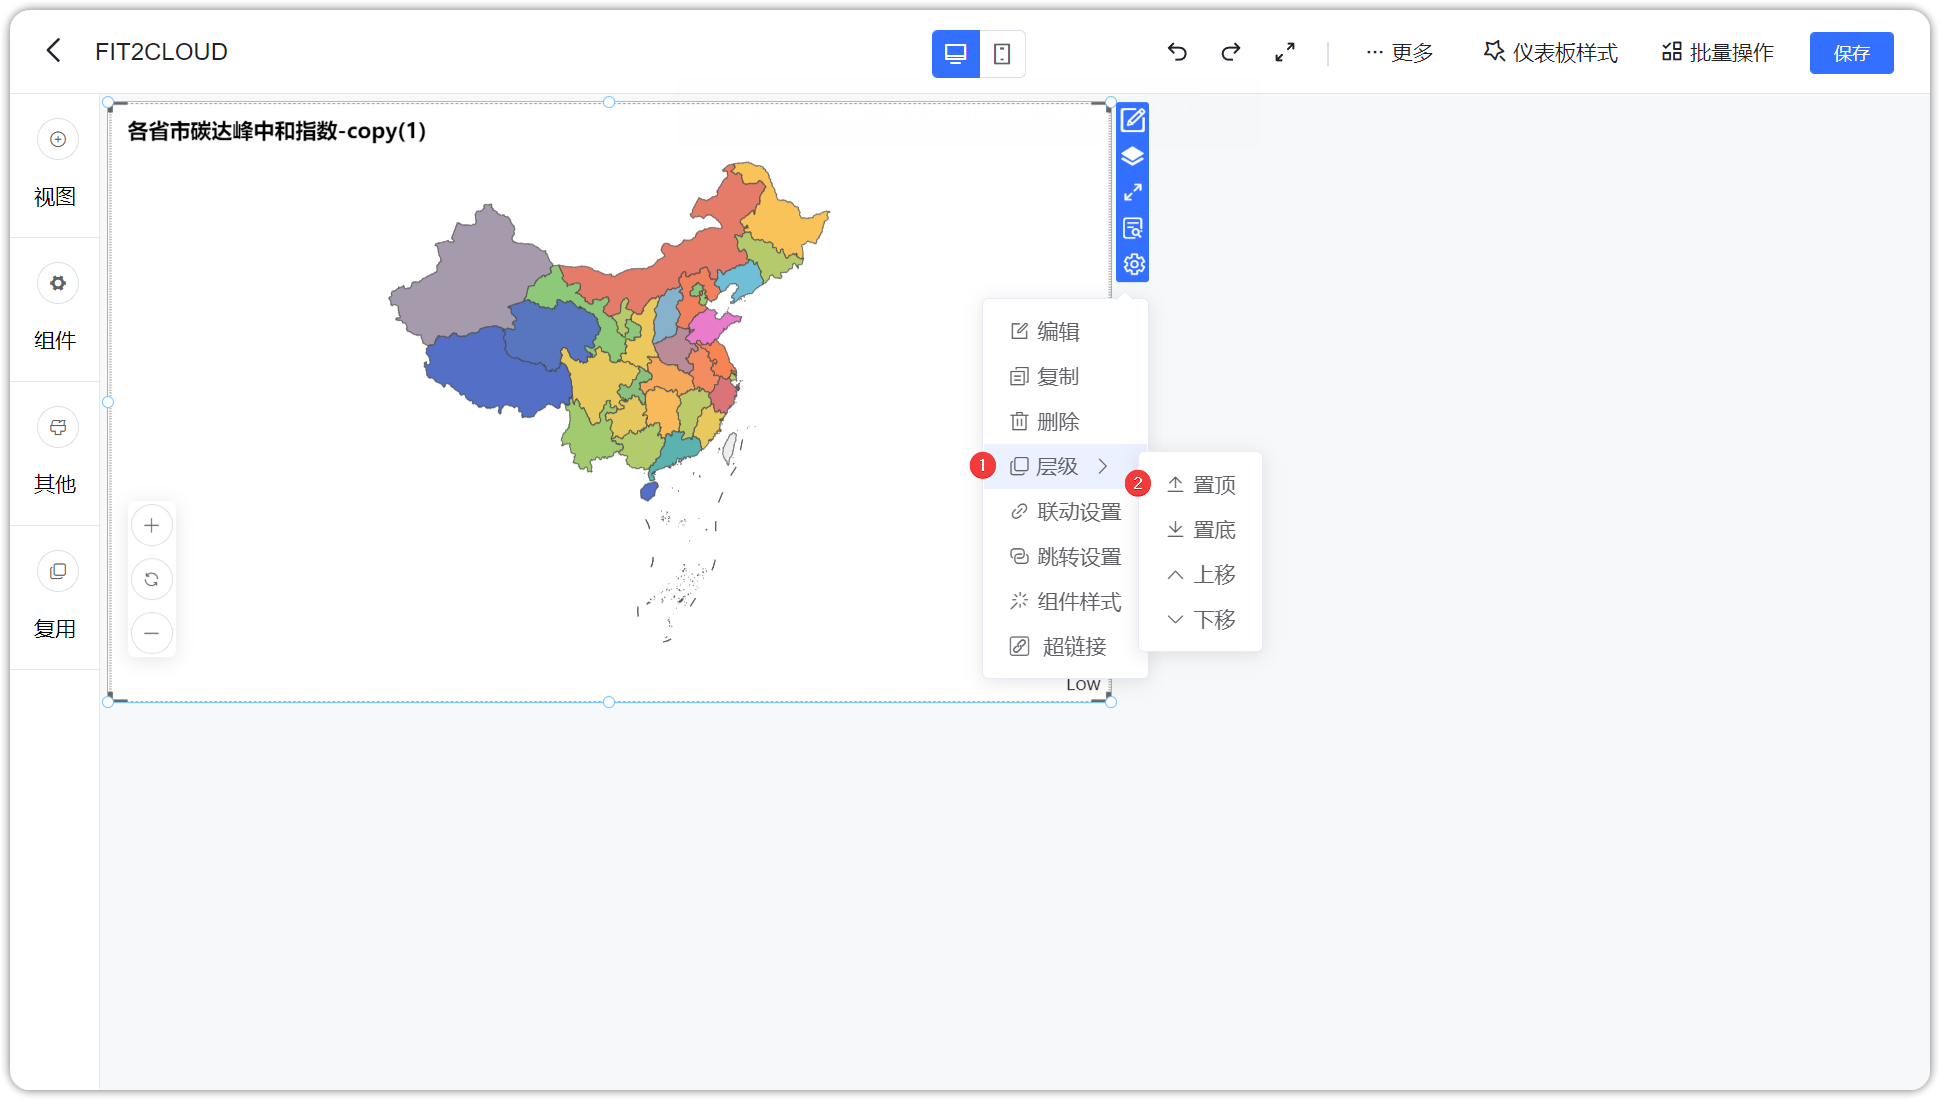 FIT2CLOUD
更多
仪表板样式
批量操作
保存
视图
组件
其他
复用
各省市碳达峰中和指数-copy(1)
编辑
复制
删除
1
层级
联动设置
跳转设置
组件样式
超链接
2
置顶
置底
上移
下移
Low